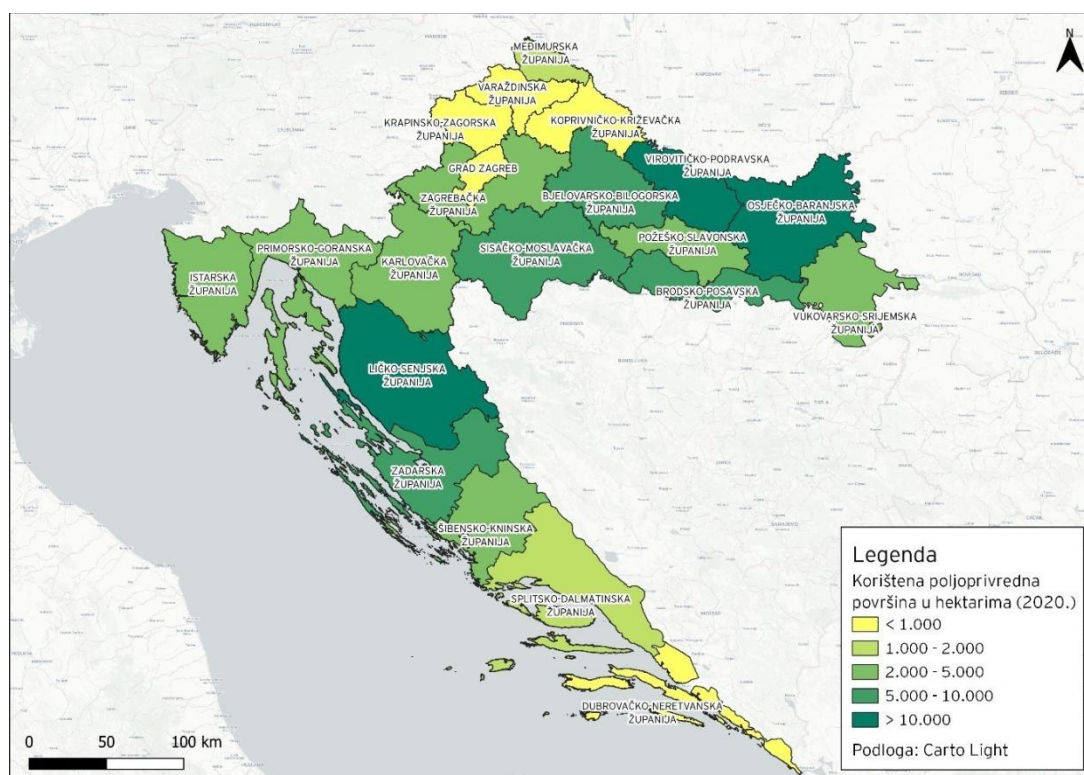 N
MEĐIMURSKA
ŽUPANIJA
VARAŽDINSKA
ŽUPANIJA
KRAPINSKO-ZAGORSKA
ŽUPANIJA
KOPRIVNIČKO-KRIŽEVAČKA
ŽUPANIJA
GRAD ZAGREB
VIROVITIČKO-PODRAVSKA
ŽUPANIJA
ZAGREBAČKA
ŽUPANIJA
BJELOVARSKO-BILOGORSKA
ŽUPANIJA
OSJEČKO-BARANJSKA
ŽUPANIJA
ISTARSKA
ŽUPANIJA
PRIMORSKO-GORANSKA
ŽUPANIJA
KARLOVAČKA
ŽUPANIJA
SISAČKO-MOSLAVAČKA
ŽUPANIJA
POŽEŠKO-SLAVONSKA
ŽUPANIJA
BRODSKO-POSAVSKA
ŽUPANIJA
VUKOVARSKO-SRIJEMSKA
ŽUPANIJA
LIČKO-SENJSKA
ŽUPANIJA
ZADARSKA
ŽUPANIJA
ŠIBENSKO-KNINSKA
ŽUPANIJA
SPLITSKO-DALMATINSKA
ŽUPANIJA
DUBROVAČKO-NERETVANSKA
ŽUPANIJA
0 50 100 km
Legenda
Korištena poljoprivredna
površina u hektarima (2020.)
< 1.000
1.000 - 2.000
2.000 - 5.000
5.000 - 10.000
> 10.000
Podloga: Carto Light